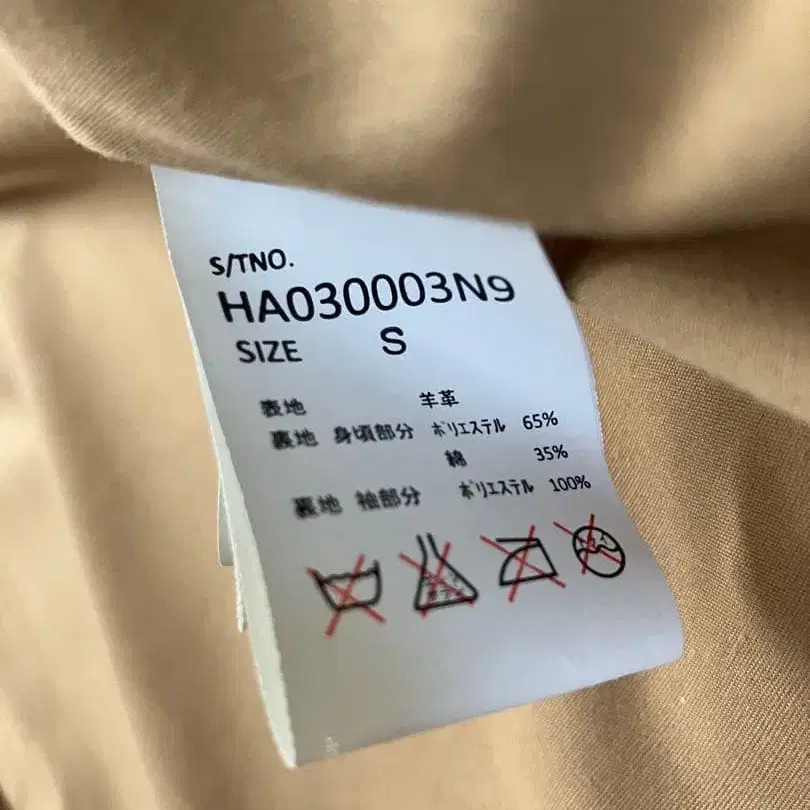 S/TNO.
HA030003N9
SIZE S
表地 羊革
裏地 身頃部分 ポリエステル 65%
綿 35%
裏地 袖部分 ポリエステル 100%